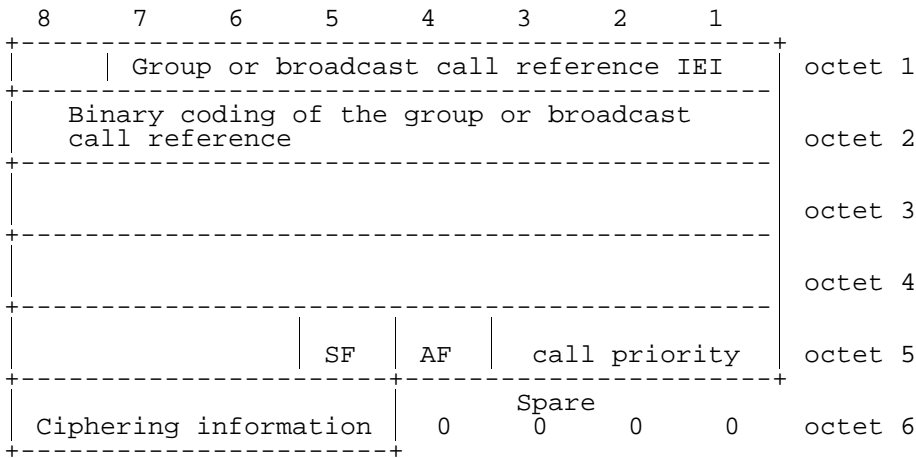 8 7 6 5 4 3 2 1
Group or broadcast call reference IEI octet 1
Binary coding of the group or broadcast
call reference octet 2
octet 3
octet 4
SF AF call priority octet 5
Spare
Ciphering information 0 0 0 0 octet 6